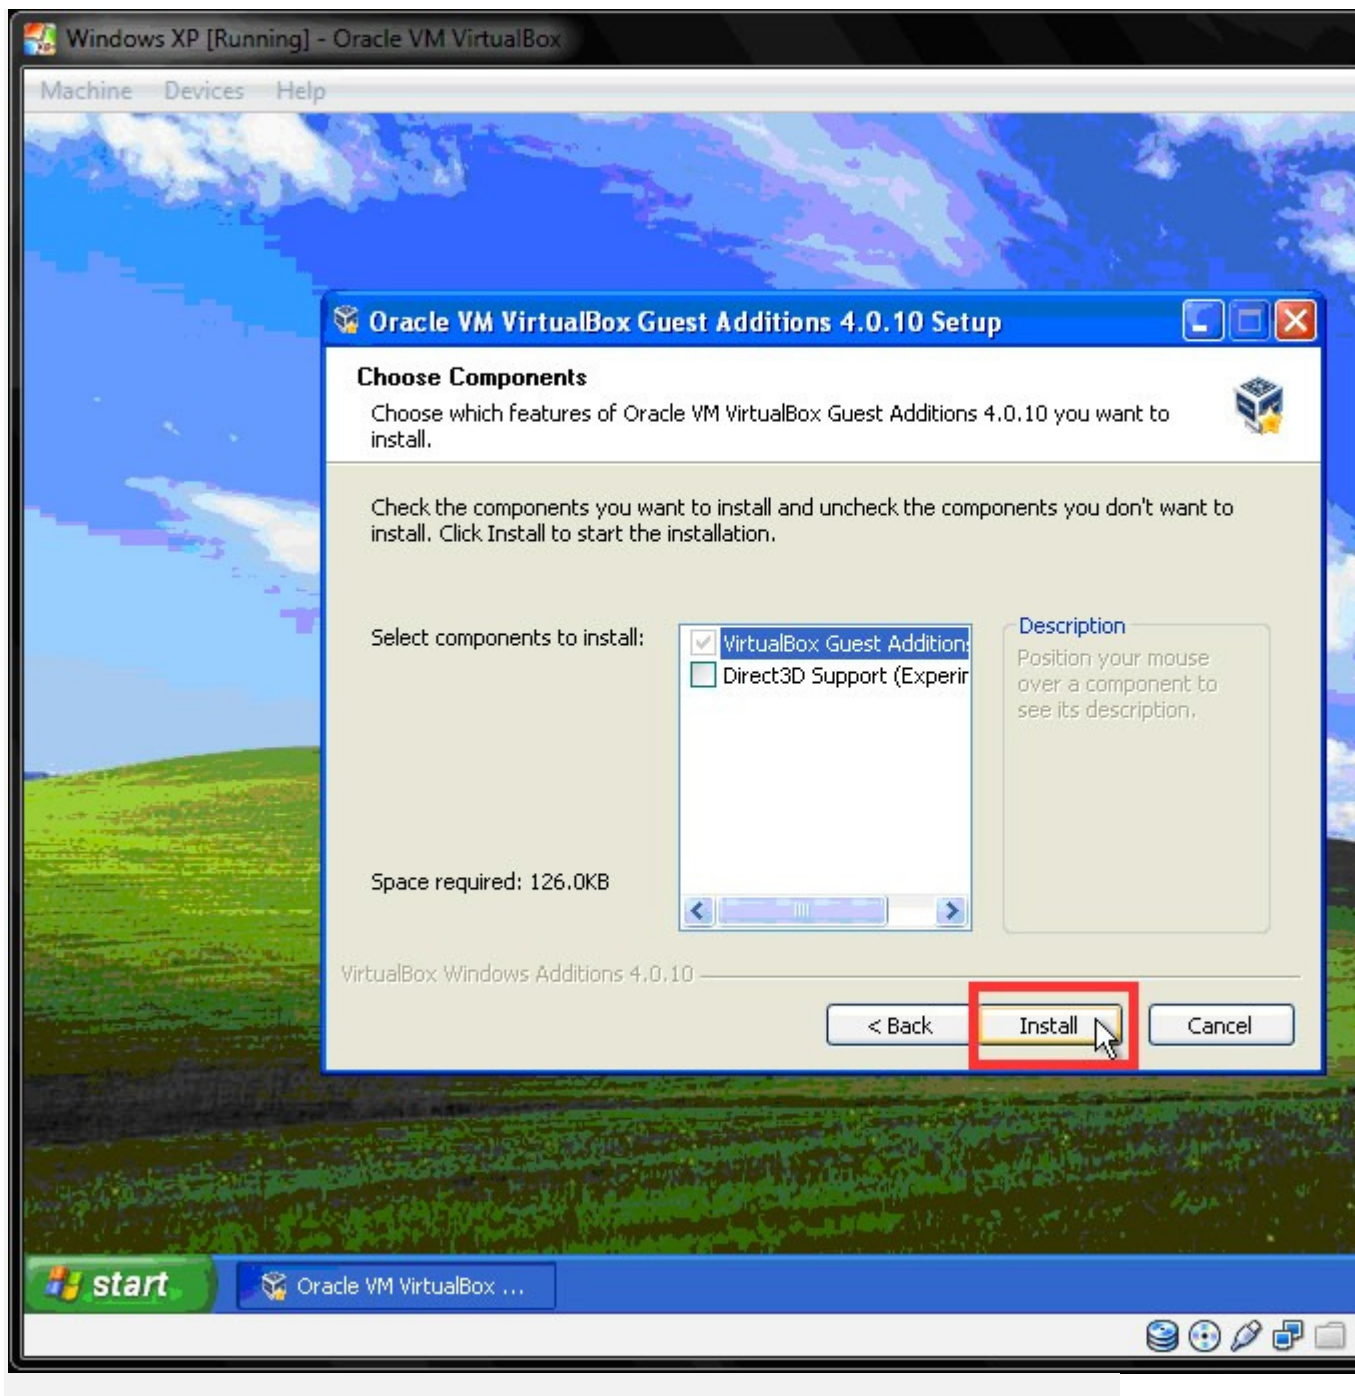 Windows XP [Running] - Oracle VM VirtualBox
Machine Devices Help
Oracle VM VirtualBox Guest Additions 4.0.10 Setup
Choose Components
Choose which features of Oracle VM VirtualBox Guest Additions 4.0.10 you want to
install.
Check the components you want to install and uncheck the components you don't want to
install. Click Install to start the installation.
Select components to install:
VirtualBox Guest Additions
Direct3D Support (Experir
Description
Position your mouse
over a component to
see its description.
Space required: 126.0KB
VirtualBox Windows Additions 4.0.10
< Back Install Cancel
start Oracle VM VirtualBox ...